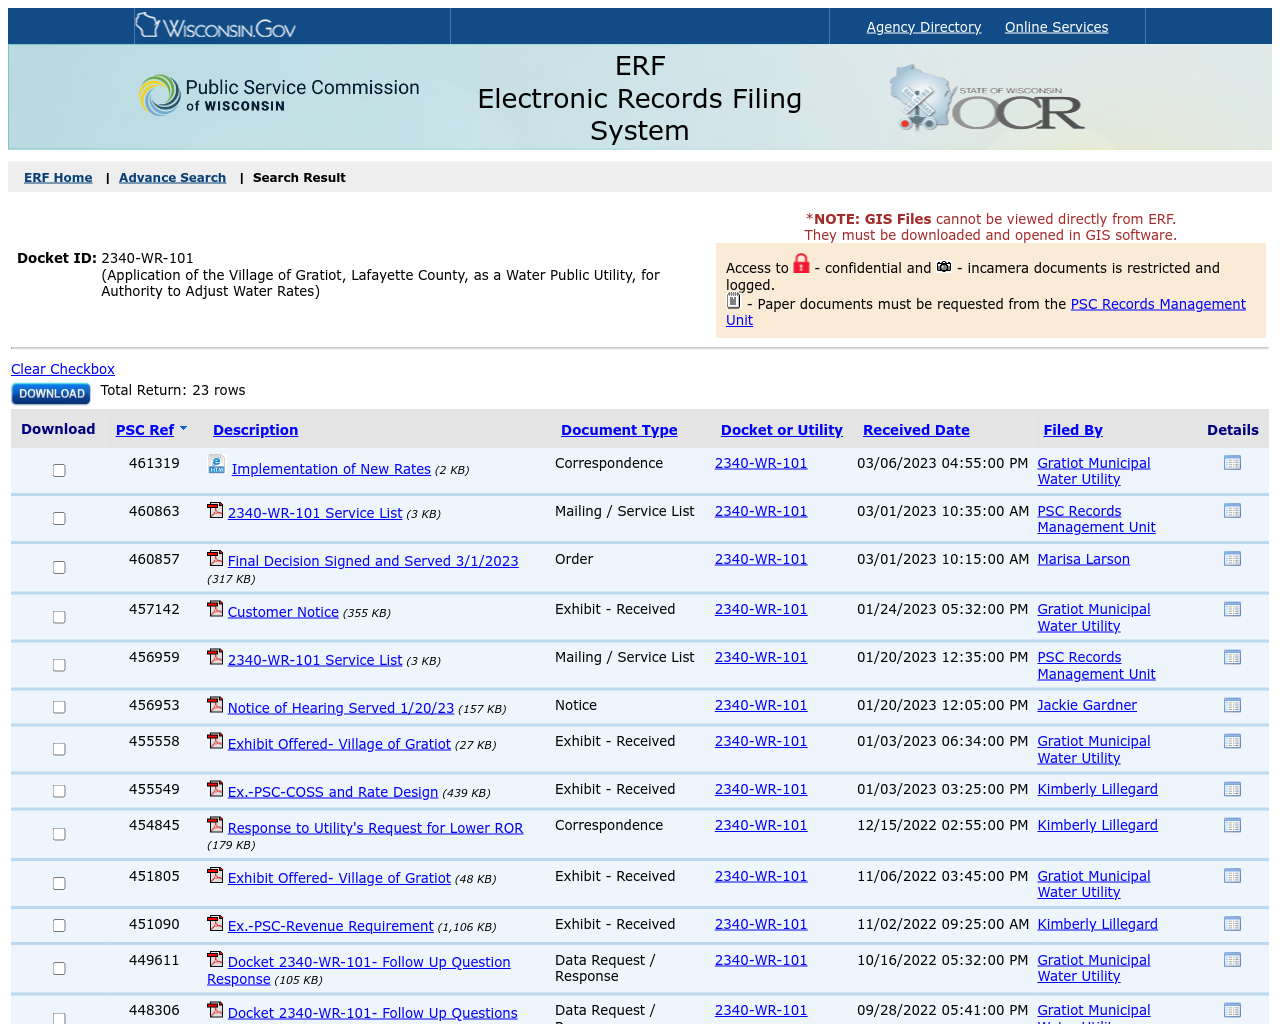 WISCONSIN.GOV
Agency Directory Online Services
Public Service Commission
of WISCONSIN
ERF
Electronic Records Filing
System
STATE OF WISCONSIN
OCR
ERF Home | Advance Search | Search Result
*NOTE: GIS Files cannot be viewed directly from ERF.
They must be downloaded and opened in GIS software.
Docket ID: 2340-WR-101
(Application of the Village of Gratiot, Lafayette County, as a Water Public Utility, for
Authority to Adjust Water Rates)
Access to - confidential and - incamera documents is restricted and
logged.
- Paper documents must be requested from the PSC Records Management
Unit
Clear Checkbox
DOWNLOAD Total Return: 23 rows
Download PSC Ref Description Document Type Docket or Utility Received Date Filed By Details
461319 Implementation of New Rates (2 KB) Correspondence 2340-WR-101 03/06/2023 04:55:00 PM Gratiot Municipal
Water Utility
460863 2340-WR-101 Service List (3 KB) Mailing / Service List 2340-WR-101 03/01/2023 10:35:00 AM PSC Records
Management Unit
460857 Final Decision Signed and Served 3/1/2023 Order 2340-WR-101 03/01/2023 10:15:00 AM Marisa Larson
(317 KB)
457142 Customer Notice (355 KB) Exhibit - Received 2340-WR-101 01/24/2023 05:32:00 PM Gratiot Municipal
Water Utility
456959 2340-WR-101 Service List (3 KB) Mailing / Service List 2340-WR-101 01/20/2023 12:35:00 PM PSC Records
Management Unit
456953 Notice of Hearing Served 1/20/23 (157 KB) Notice 2340-WR-101 01/20/2023 12:05:00 PM Jackie Gardner
455558 Exhibit Offered- Village of Gratiot (27 KB) Exhibit - Received 2340-WR-101 01/03/2023 06:34:00 PM Gratiot Municipal
Water Utility
455549 Ex.-PSC-COSS and Rate Design (439 KB) Exhibit - Received 2340-WR-101 01/03/2023 03:25:00 PM Kimberly Lillegard
454845 Response to Utility's Request for Lower ROR Correspondence 2340-WR-101 12/15/2022 02:55:00 PM Kimberly Lillegard
(179 KB)
451805 Exhibit Offered- Village of Gratiot (48 KB) Exhibit - Received 2340-WR-101 11/06/2022 03:45:00 PM Gratiot Municipal
Water Utility
451090 Ex.-PSC-Revenue Requirement (1,106 KB) Exhibit - Received 2340-WR-101 11/02/2022 09:25:00 AM Kimberly Lillegard
449611 Docket 2340-WR-101- Follow Up Question Data Request / 2340-WR-101 10/16/2022 05:32:00 PM Gratiot Municipal
Response (105 KB) Response Water Utility
448306 Docket 2340-WR-101- Follow Up Questions Data Request / 2340-WR-101 09/28/2022 05:41:00 PM Gratiot Municipal